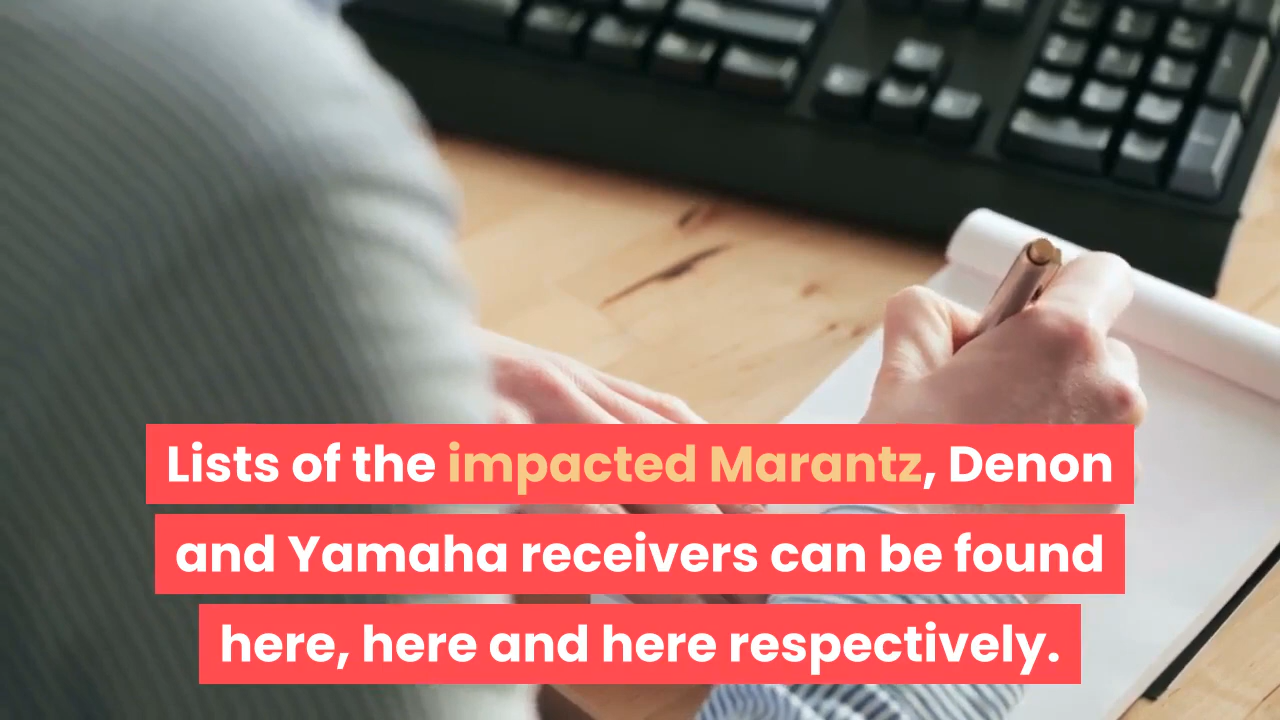 Lists of the impacted Marantz, Denon
and Yamaha receivers can be found
here, here and here respectively.